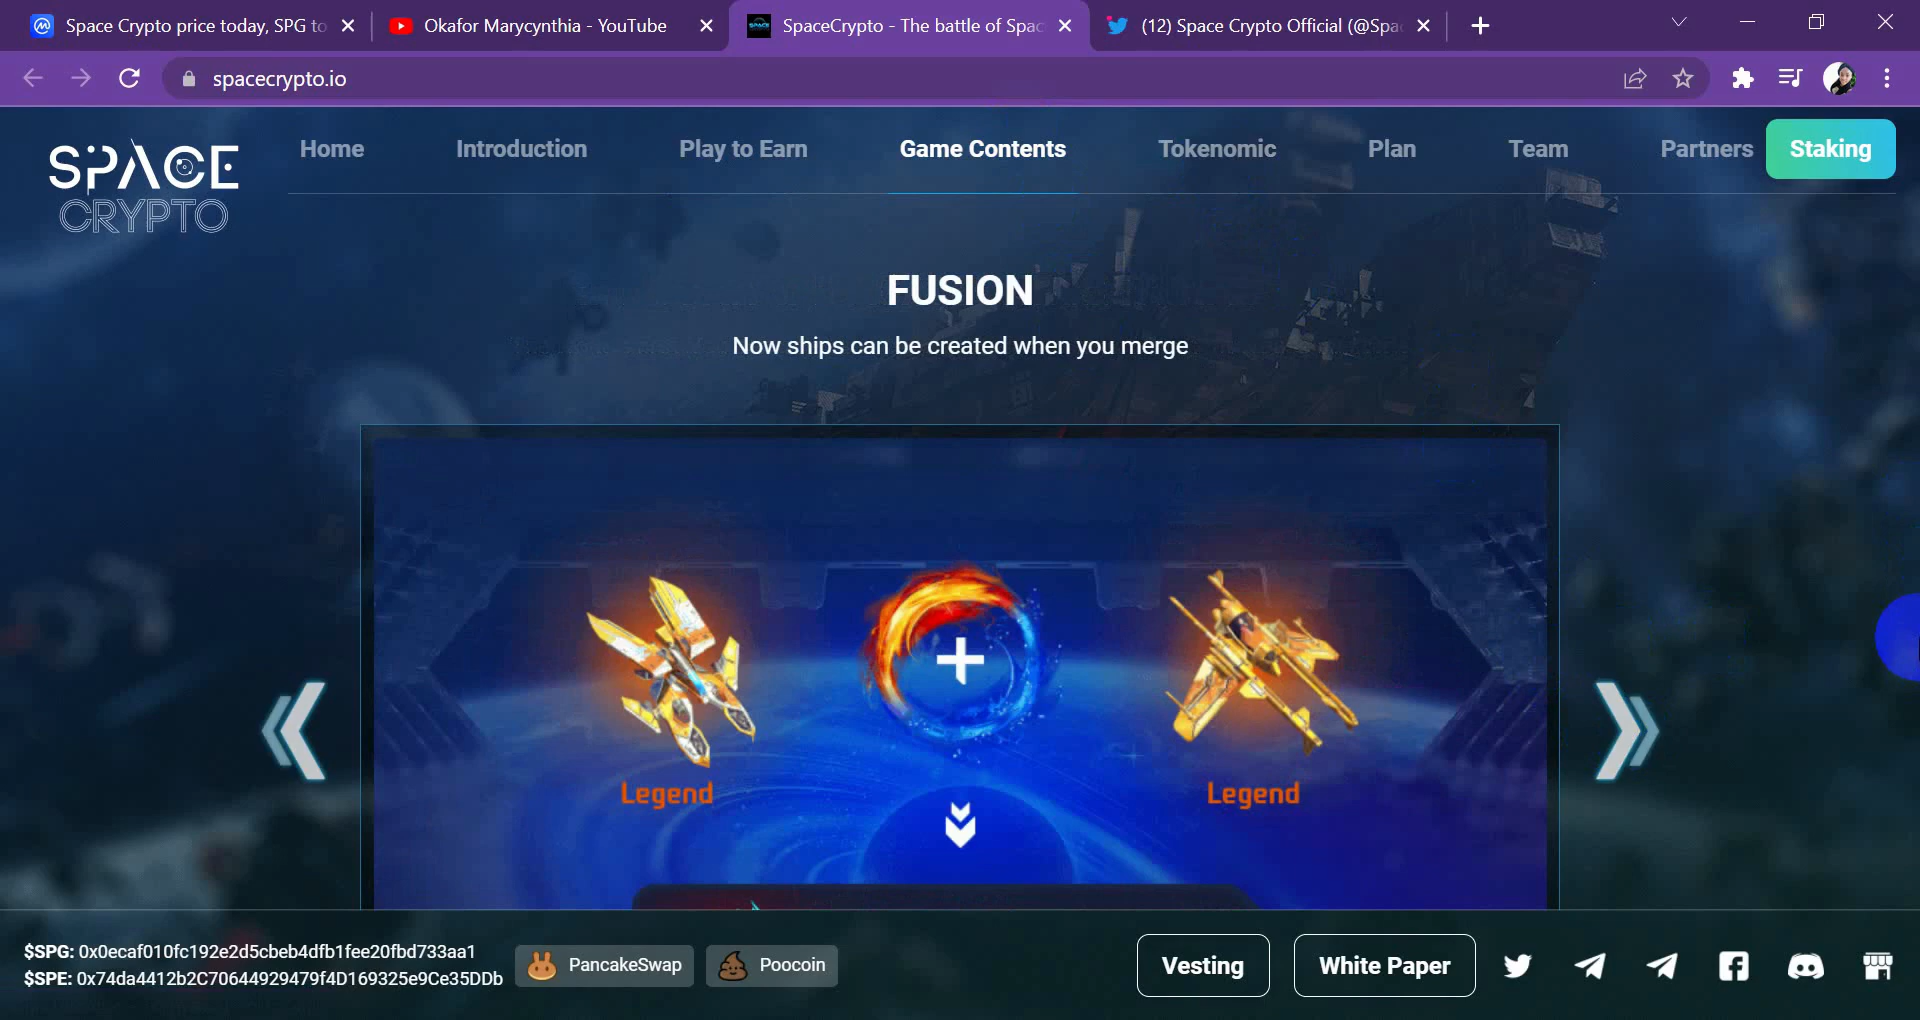 Space Crypto price today, SPG to
Okafor Marycynthia - YouTube
SpaceCrypto - The battle of Spac
(12) Space Crypto Official (@Spa
spacecrypto.io
SPACE
CRYPTO
Home
Introduction
Play to Earn
Game Contents
Tokenomic
Plan
Team
Partners
Staking
FUSION
Now ships can be created when you merge
Legend
Legend
$SPG: 0x0ecaf010fc192e2d5cbeb4dfb1fee20fbd733aa1
$SPE: 0x74da4412b2C70644929479f4D169325e9Ce35DDb
PancakeSwap
Poocoin
Vesting
White Paper